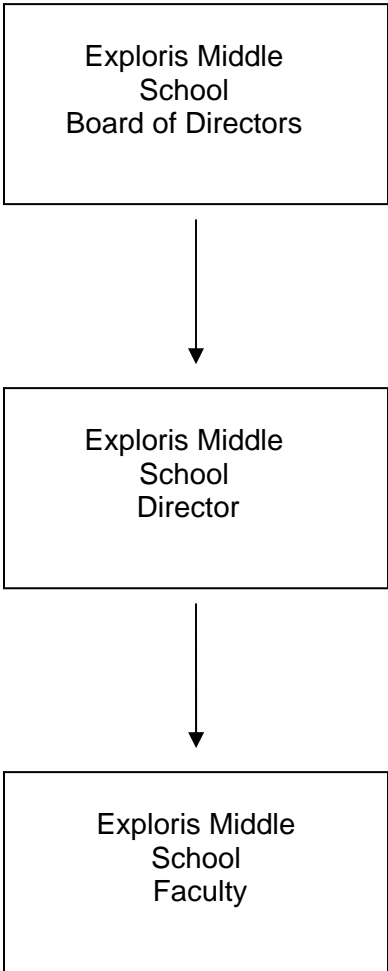 Exploris Middle
School
Board of Directors
Exploris Middle
School
Director
Exploris Middle
School
Faculty